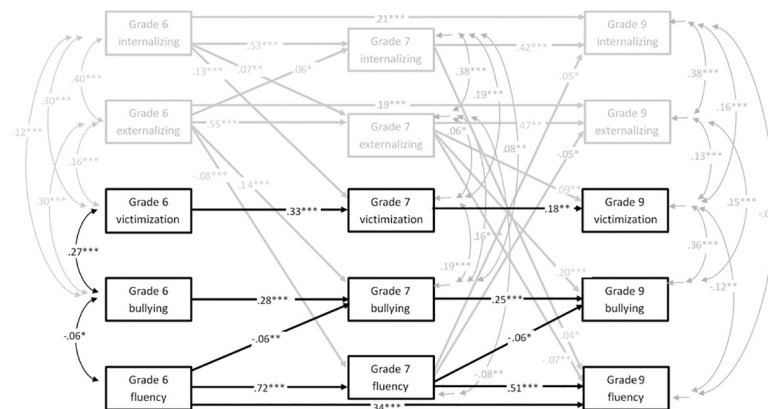 Grade 6
internalizing
Grade 7
internalizing
Grade 9
internalizing
Grade 6
externalizing
Grade 7
externalizing
Grade 9
externalizing
Grade 6
victimization
Grade 7
victimization
Grade 9
victimization
Grade 6
bullying
Grade 7
bullying
Grade 9
bullying
Grade 6
fluency
Grade 7
fluency
Grade 9
fluency
.21***
.53***
.42***
.13***
.07**
.06*
.40***
.30***
.12***
.38***
.19***
.05*
.38***
.16***
.19***
.55***
.47***
.06*
.08**
-.05*
.13***
.16***
.30***
-.08***
.14***
.09**
.33***
.18**
.15***
.27***
.16***
.36***
.19***
.20***
-.12**
.28***
.25***
-.06*
-.06**
-.06*
.04*
-.07**
-.08**
.72***
.51***
.34***